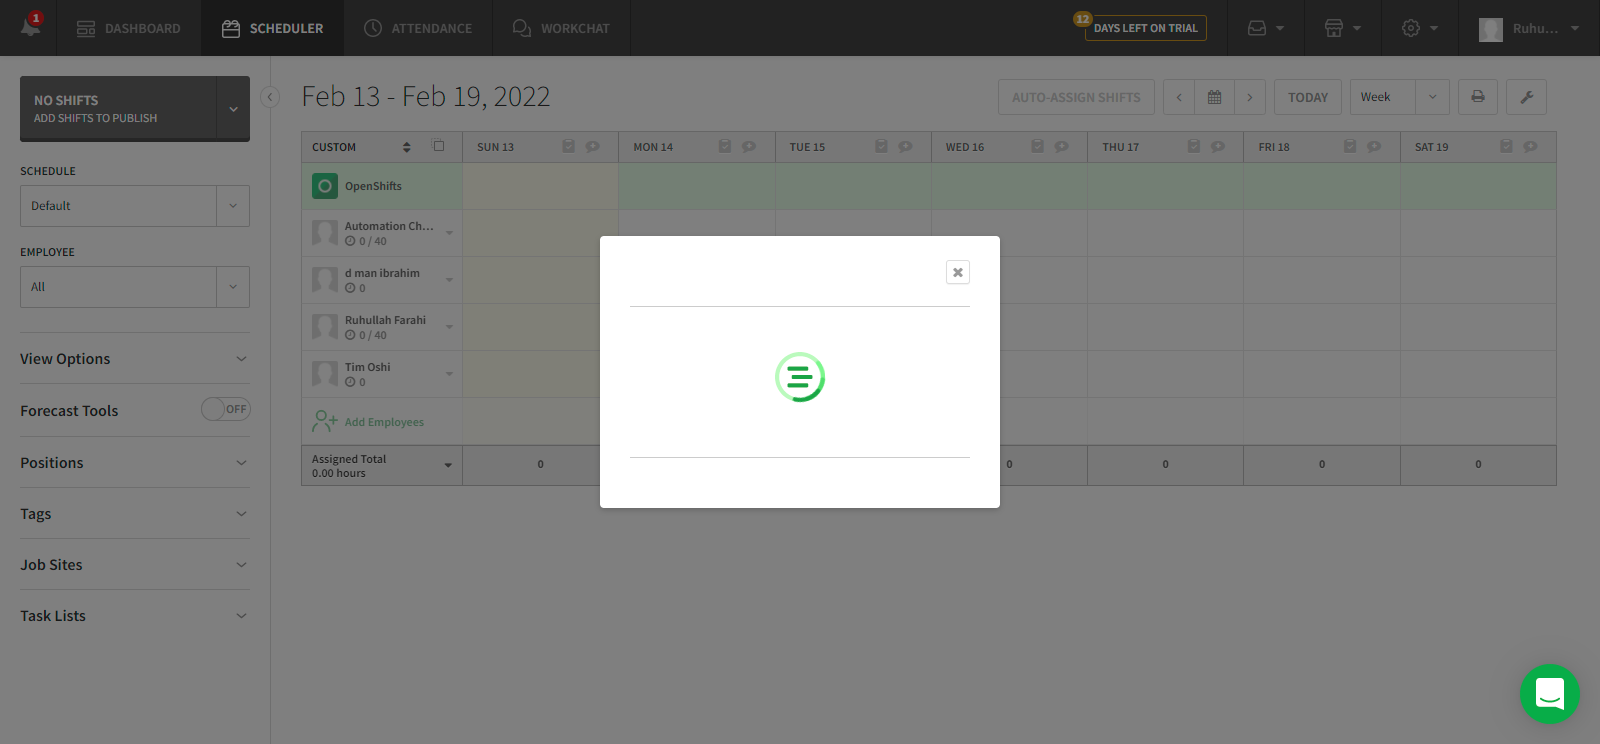 1
DASHBOARD
SCHEDULER
ATTENDANCE
WORKCHAT
12
DAYS LEFT ON TRIAL
Ruhu...
NO SHIFTS
ADD SHIFTS TO PUBLISH
SCHEDULE
Default
EMPLOYEE
All
View Options
Forecast Tools
OFF
Positions
Tags
Job Sites
Task Lists
Feb 13 - Feb 19, 2022
AUTO-ASSIGN SHIFTS
TODAY
Week
CUSTOM
SUN 13
MON 14
TUE 15
WED 16
THU 17
FRI 18
SAT 19
OpenShifts
Automation Ch...
0 / 40
d man ibrahim
0
Ruhullah Farahi
0 / 40
Tim Oshi
0
Add Employees
Assigned Total
0.00 hours
0
0
0
0
0